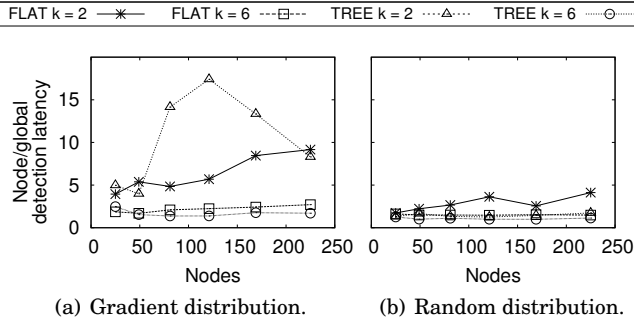 FLAT k = 2 FLAT k = 6 TREE k = 2 TREE k = 6
Node/global
detection latency
15
10
5
0
0 50 100 150 200 250
0 50 100 150 200 250
Nodes Nodes
(a) Gradient distribution. (b) Random distribution.